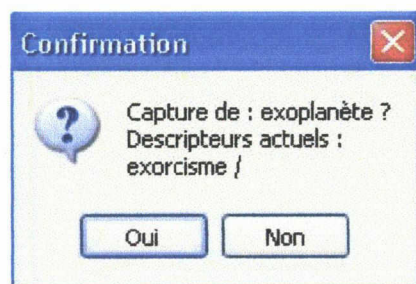 Confirmation
Capture de : exoplanète ?
Descripteurs actuels :
exorcisme /
Oui
Non